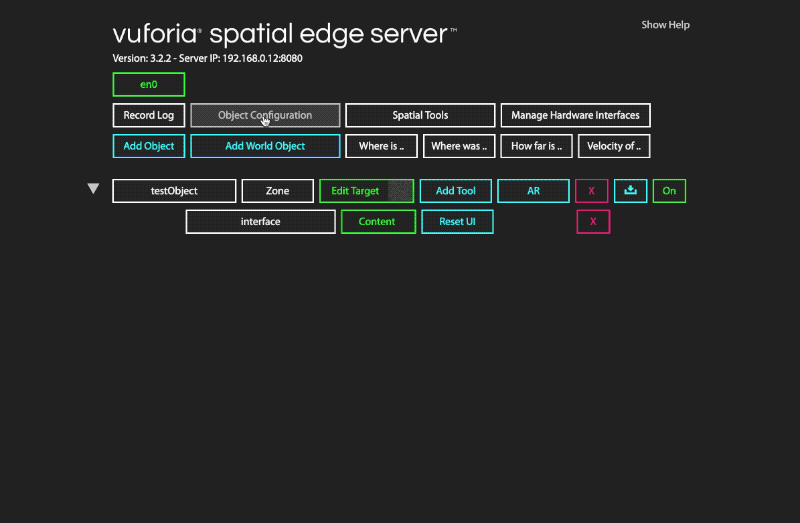 vuforia® spatial edge server™
Show Help
Version: 3.2.2 - Server IP: 192.168.0.12:8080
en0
Record Log Object Configuration Spatial Tools Manage Hardware Interfaces
Add Object Add World Object Where is .. Where was .. How far is .. Velocity of ..
testObject Zone Edit Target Add Tool AR X On
interface Content Reset UI X